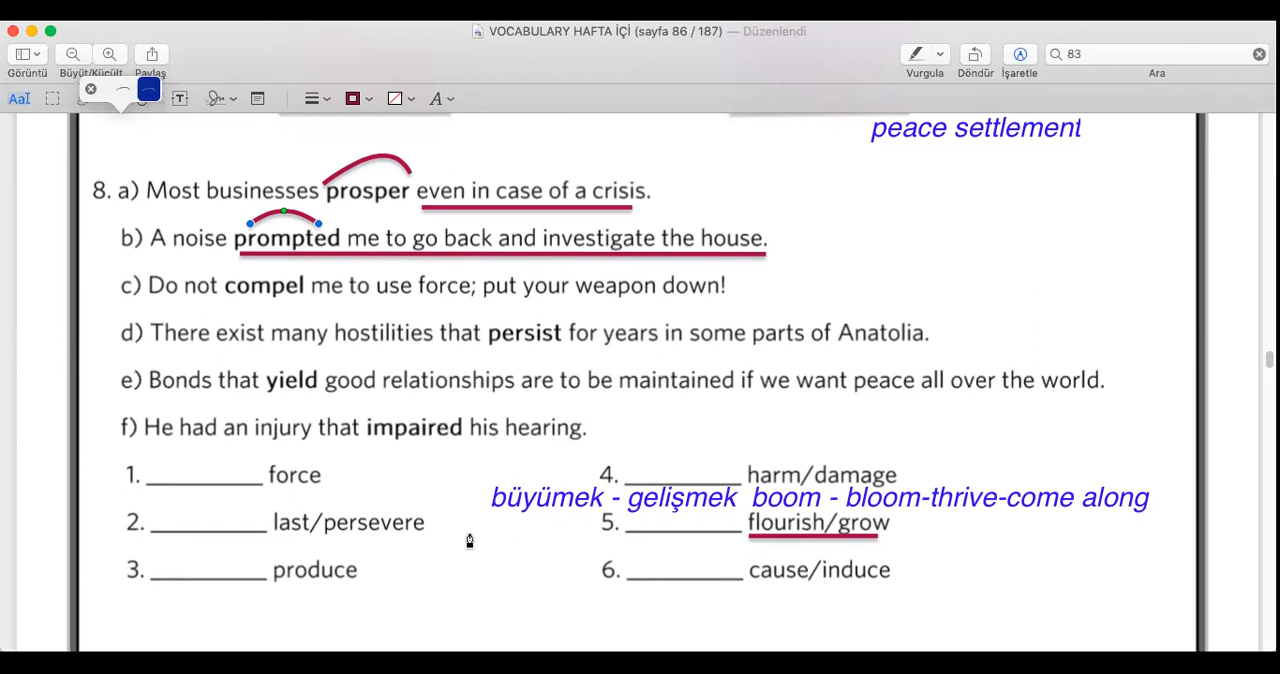 VOCABULARY HAFTA İÇİ (sayfa 86 / 187) — Düzenlendi
83
Görüntü Büyüt/Küçült Paylaş Vurgula Döndür İşaretle Ara
AaI T A
peace settlement
8. a) Most businesses prosper even in case of a crisis.
b) A noise prompted me to go back and investigate the house.
c) Do not compel me to use force; put your weapon down!
d) There exist many hostilities that persist for years in some parts of Anatolia.
e) Bonds that yield good relationships are to be maintained if we want peace all over the world.
f) He had an injury that impaired his hearing.
1. __________ force 4. __________ harm/damage
büyümek - gelişmek boom - bloom-thrive-come along
2. __________ last/persevere 5. __________ flourish/grow
3. __________ produce 6. __________ cause/induce